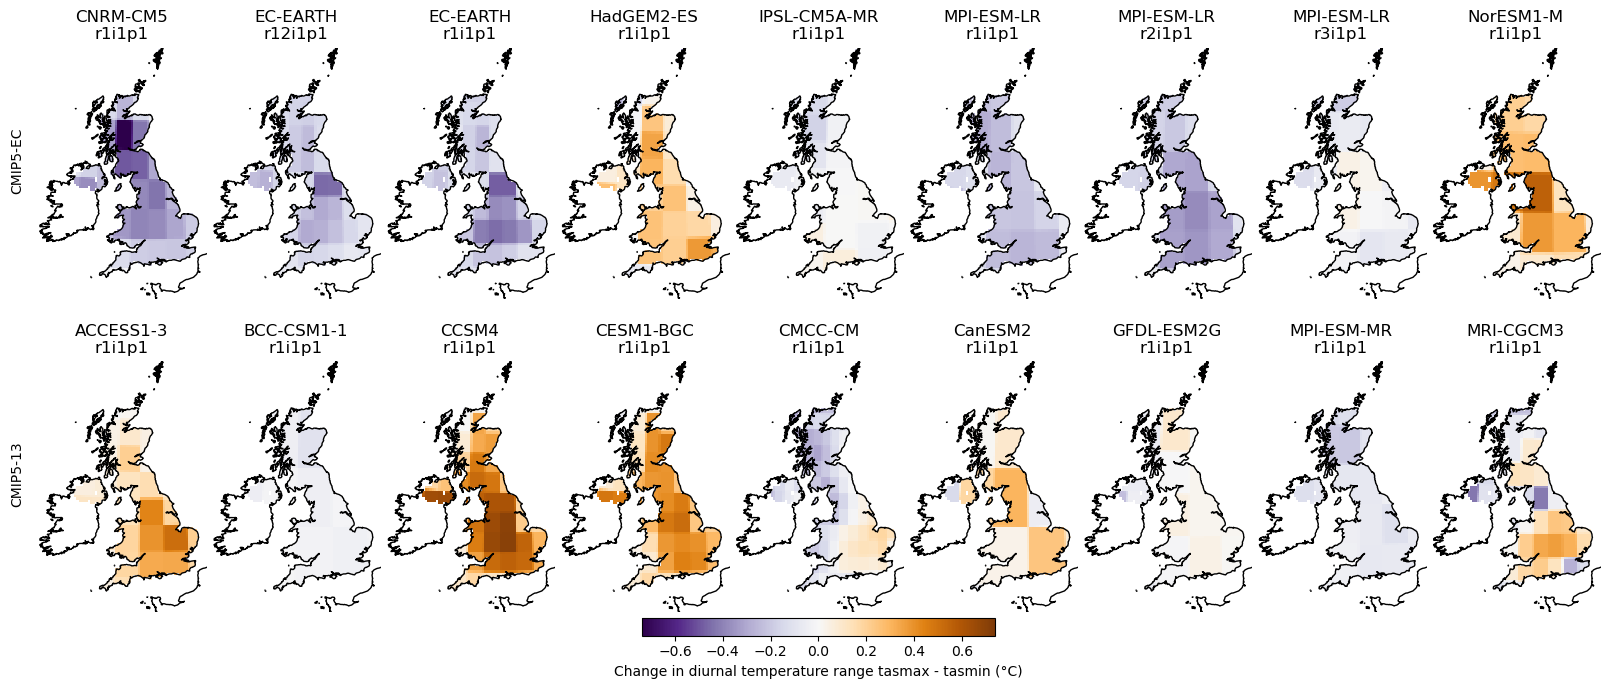 CNRM-CM5 EC-EARTH EC-EARTH HadGEM2-ES IPSL-CM5A-MR MPI-ESM-LR MPI-ESM-LR MPI-ESM-LR NorESM1-M
r1i1p1 r12i1p1 r1i1p1 r1i1p1 r1i1p1 r1i1p1 r2i1p1 r3i1p1 r1i1p1
CMIP5-EC
ACCESS1-3 BCC-CSM1-1 CCSM4 CESM1-BGC CMCC-CM CanESM2 GFDL-ESM2G MPI-ESM-MR MRI-CGCM3
r1i1p1 r1i1p1 r1i1p1 r1i1p1 r1i1p1 r1i1p1 r1i1p1 r1i1p1 r1i1p1
CMIP5-13
−0.6 −0.4 −0.2 0.0 0.2 0.4 0.6
Change in diurnal temperature range tasmax - tasmin (°C)